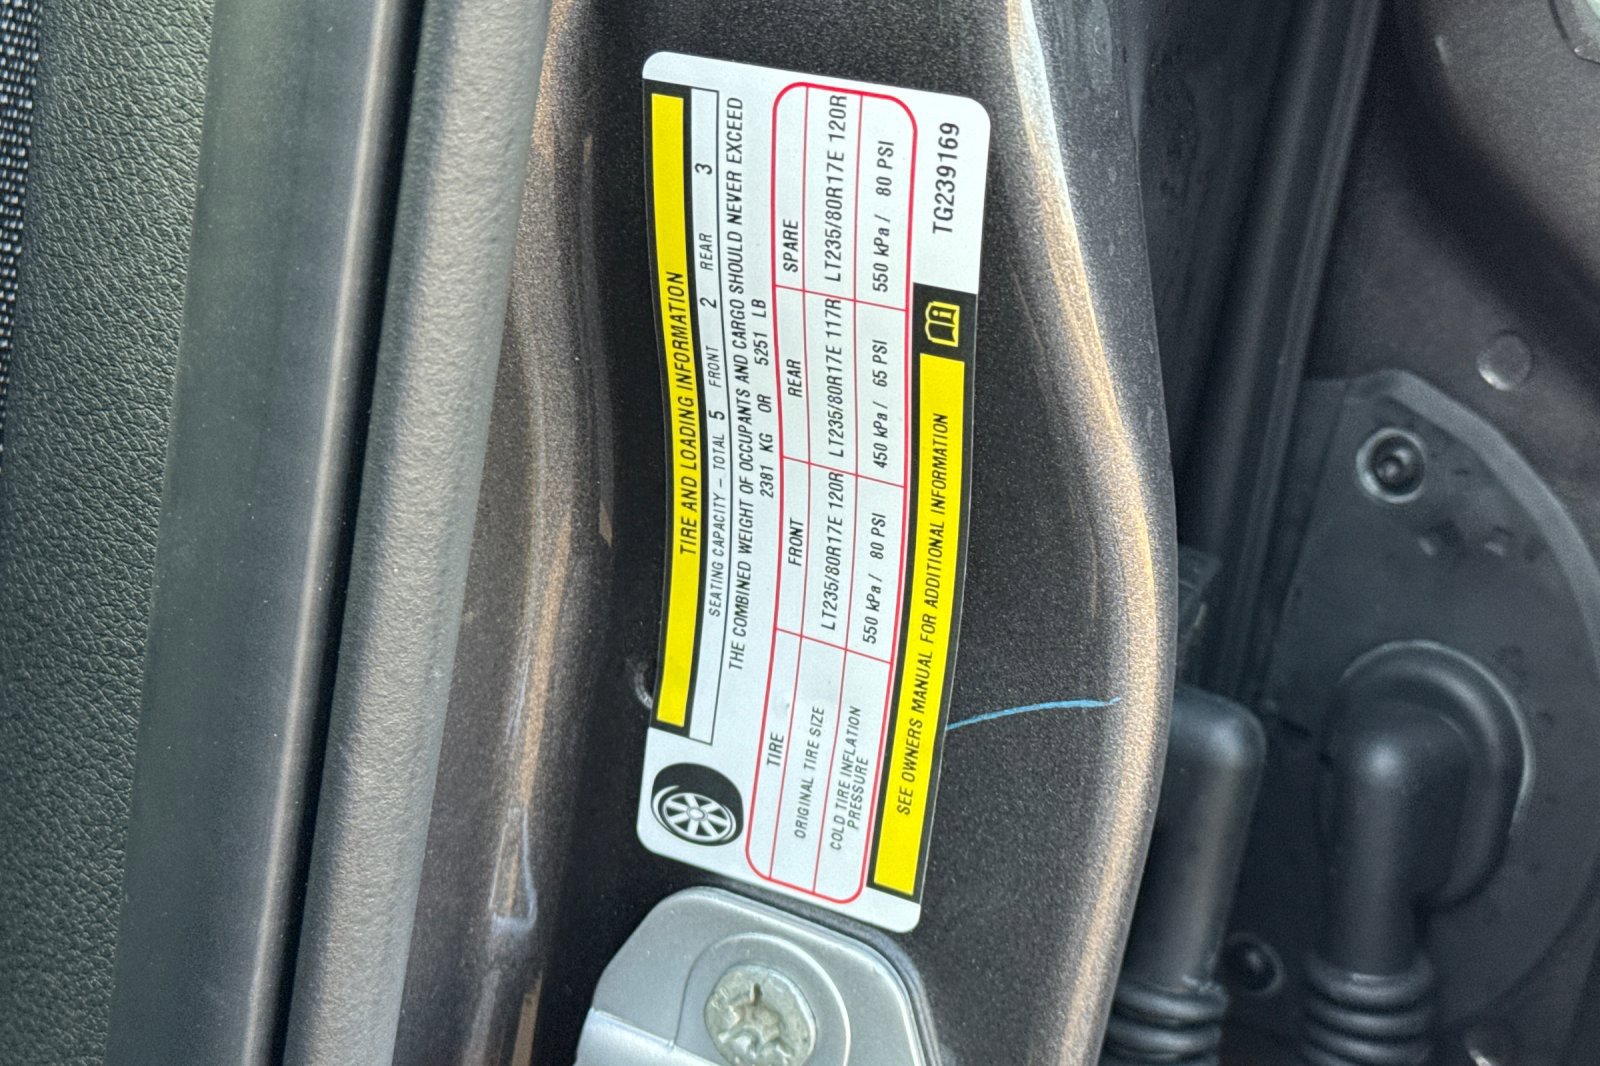 TIRE AND LOADING INFORMATION
SEATING CAPACITY – TOTAL 5 FRONT 2 REAR 3
THE COMBINED WEIGHT OF OCCUPANTS AND CARGO SHOULD NEVER EXCEED
2381 KG OR 5251 LB
TIRE FRONT REAR SPARE
ORIGINAL TIRE SIZE LT235/80R17E 120R LT235/80R17E 117R LT235/80R17E 120R
COLD TIRE INFLATION PRESSURE 550 kPa / 80 PSI 450 kPa / 65 PSI 550 kPa / 80 PSI
SEE OWNERS MANUAL FOR ADDITIONAL INFORMATION
TG239169